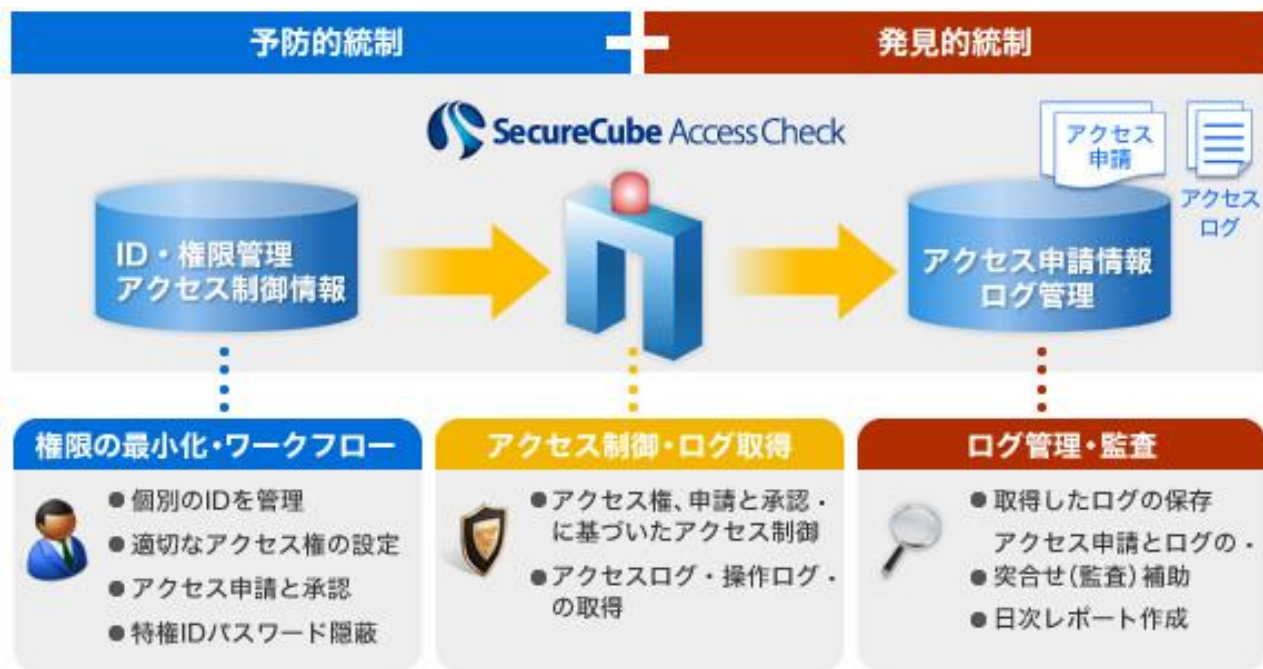 予防的統制
発見的統制
SecureCube Access Check
アクセス
申請
アクセス
ログ
ID・権限管理
アクセス制御情報
アクセス申請情報
ログ管理
権限の最小化・ワークフロー
● 個別のIDを管理
● 適切なアクセス権の設定
● アクセス申請と承認
● 特権IDパスワード隠蔽
アクセス制御・ログ取得
● アクセス権、申請と承認・
に基づいたアクセス制御
● アクセスログ・操作ログ・
の取得
ログ管理・監査
● 取得したログの保存
アクセス申請とログの・
● 突合せ(監査)補助
● 日次レポート作成